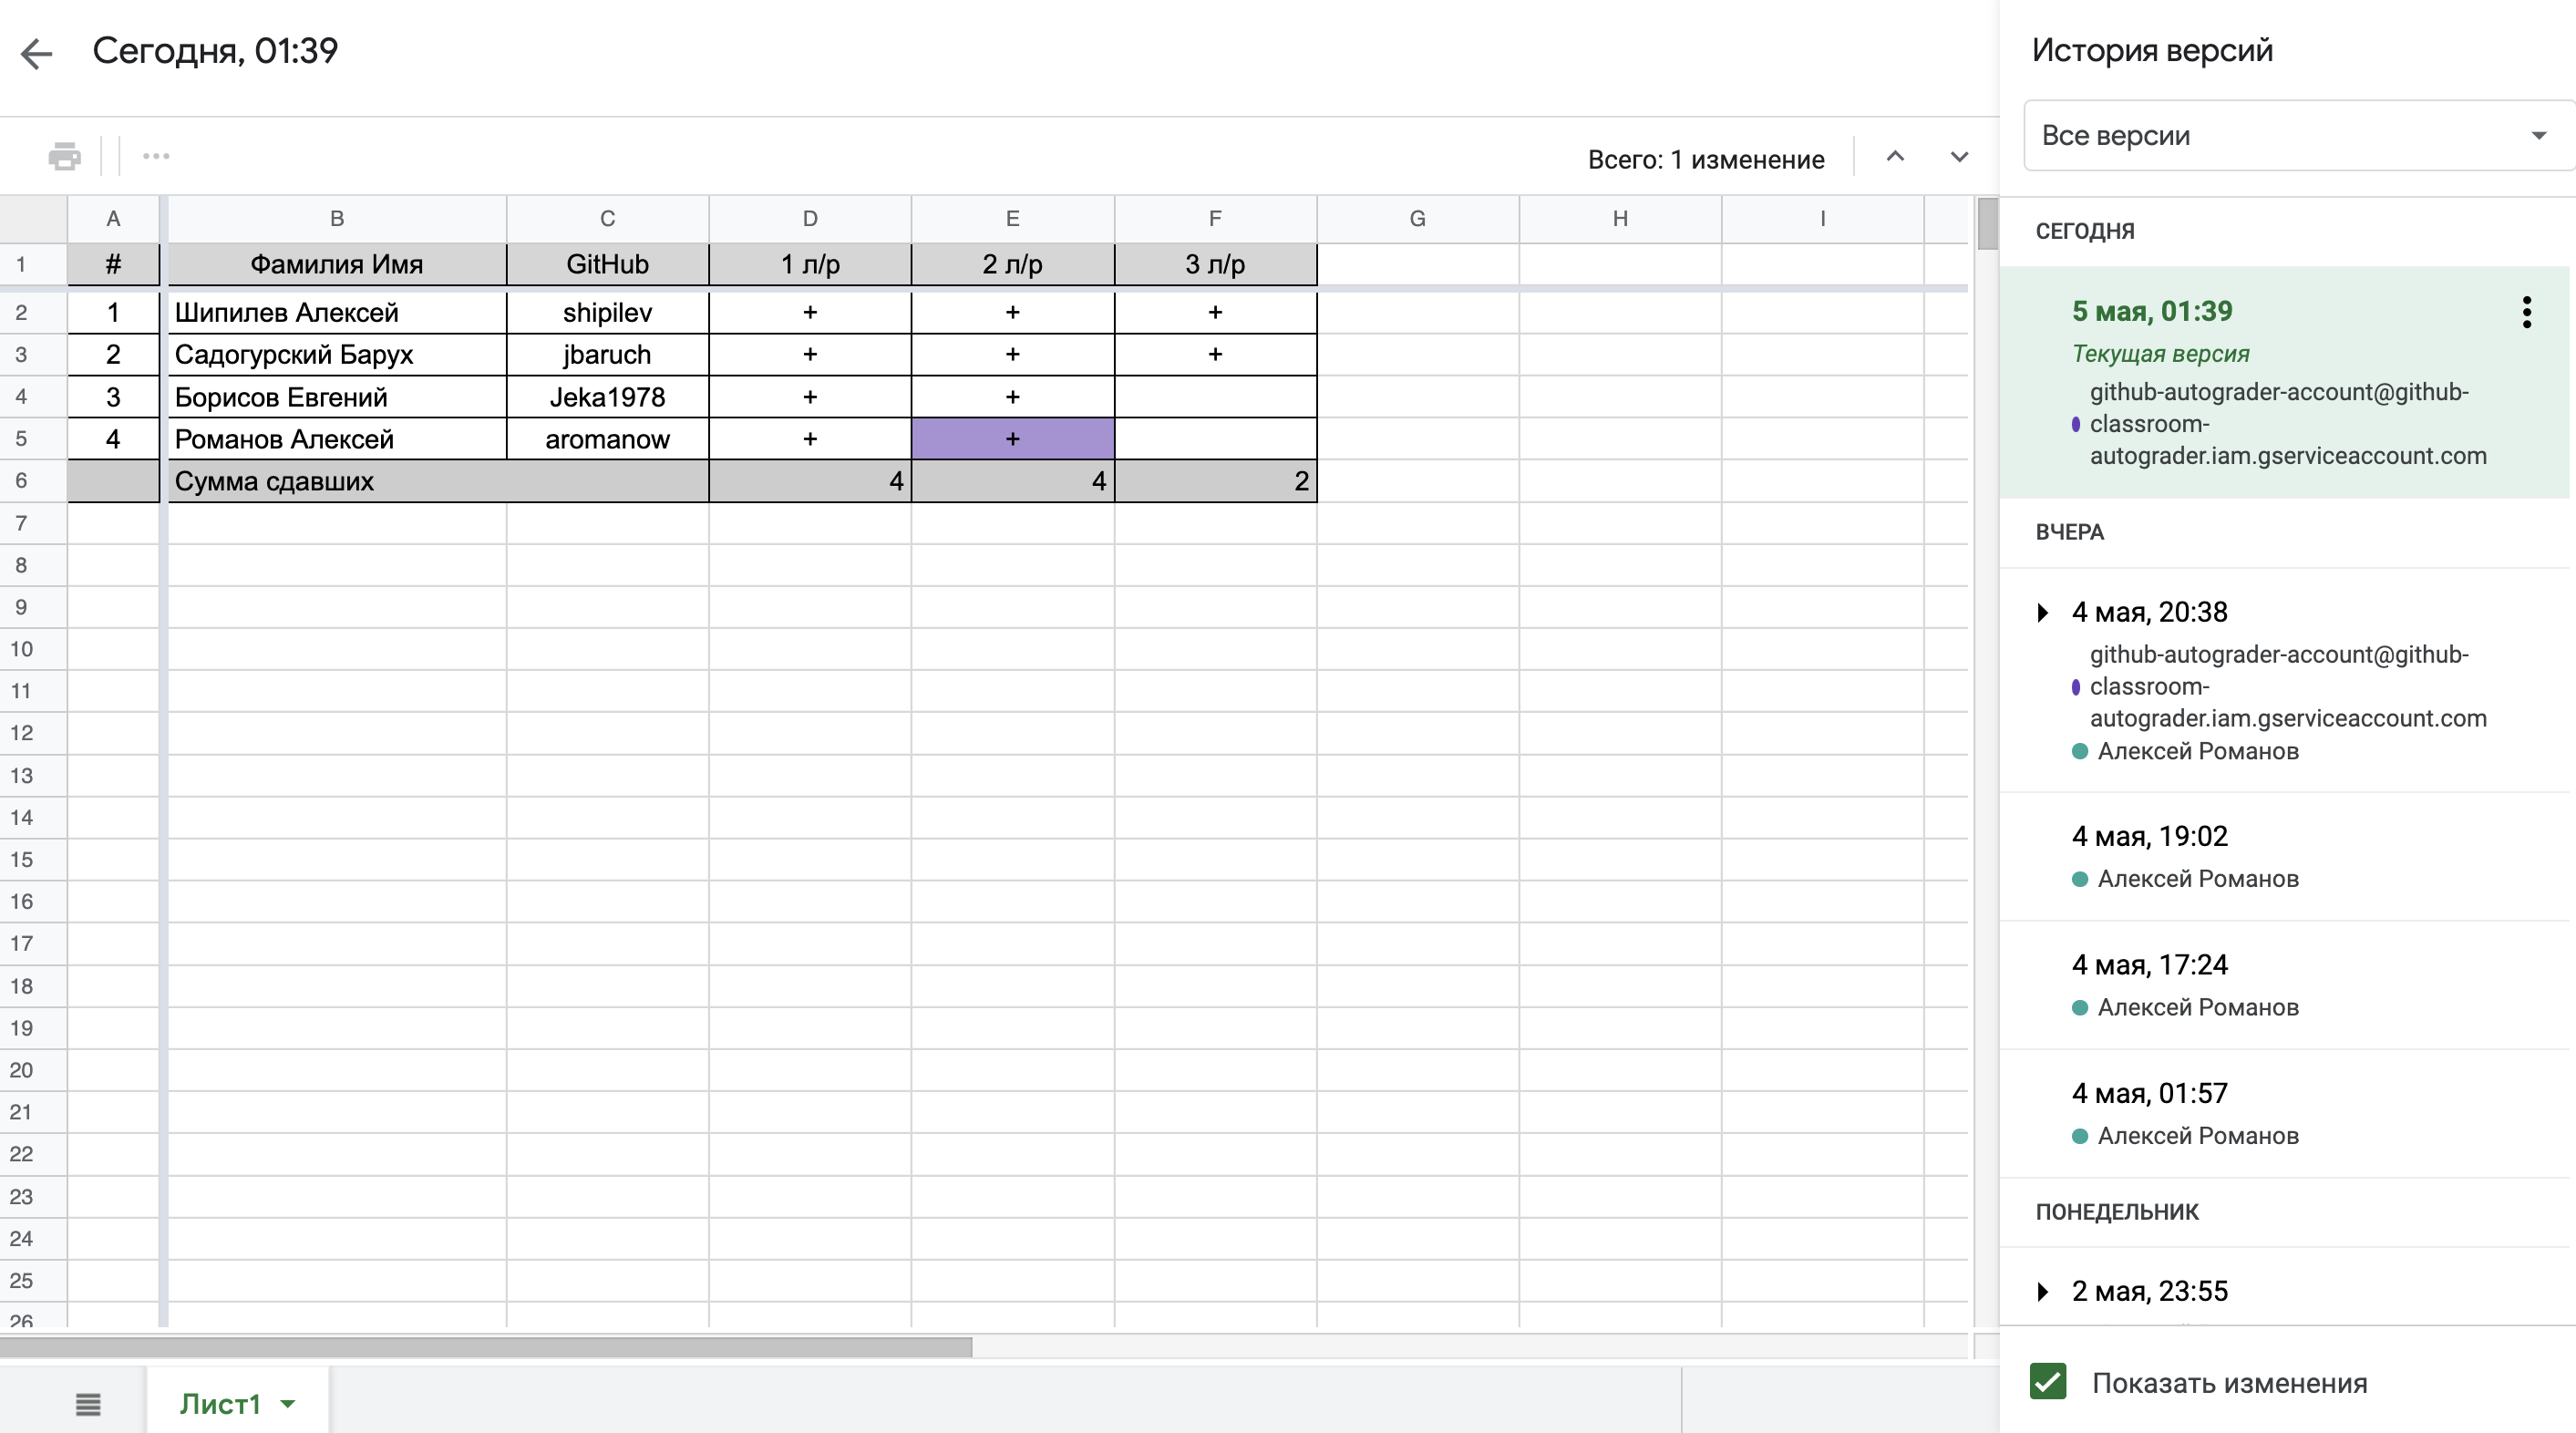 Сегодня, 01:39
Всего: 1 изменение
A B C D E F G H I
1 # Фамилия Имя GitHub 1 л/р 2 л/р 3 л/р
2 1 Шипилев Алексей shipilev + + +
3 2 Садогурский Барух jbaruch + + +
4 3 Борисов Евгений Jeka1978 + +
5 4 Романов Алексей aromanow + +
6 Сумма сдавших 4 4 2
7
8
9
10
11
12
13
14
15
16
17
18
19
20
21
22
23
24
25
26
Лист1
История версий
Все версии
СЕГОДНЯ
5 мая, 01:39
Текущая версия
github-autograder-account@github-
classroom-
autograder.iam.gserviceaccount.com
ВЧЕРА
4 мая, 20:38
github-autograder-account@github-
classroom-
autograder.iam.gserviceaccount.com
Алексей Романов
4 мая, 19:02
Алексей Романов
4 мая, 17:24
Алексей Романов
4 мая, 01:57
Алексей Романов
ПОНЕДЕЛЬНИК
2 мая, 23:55
Показать изменения